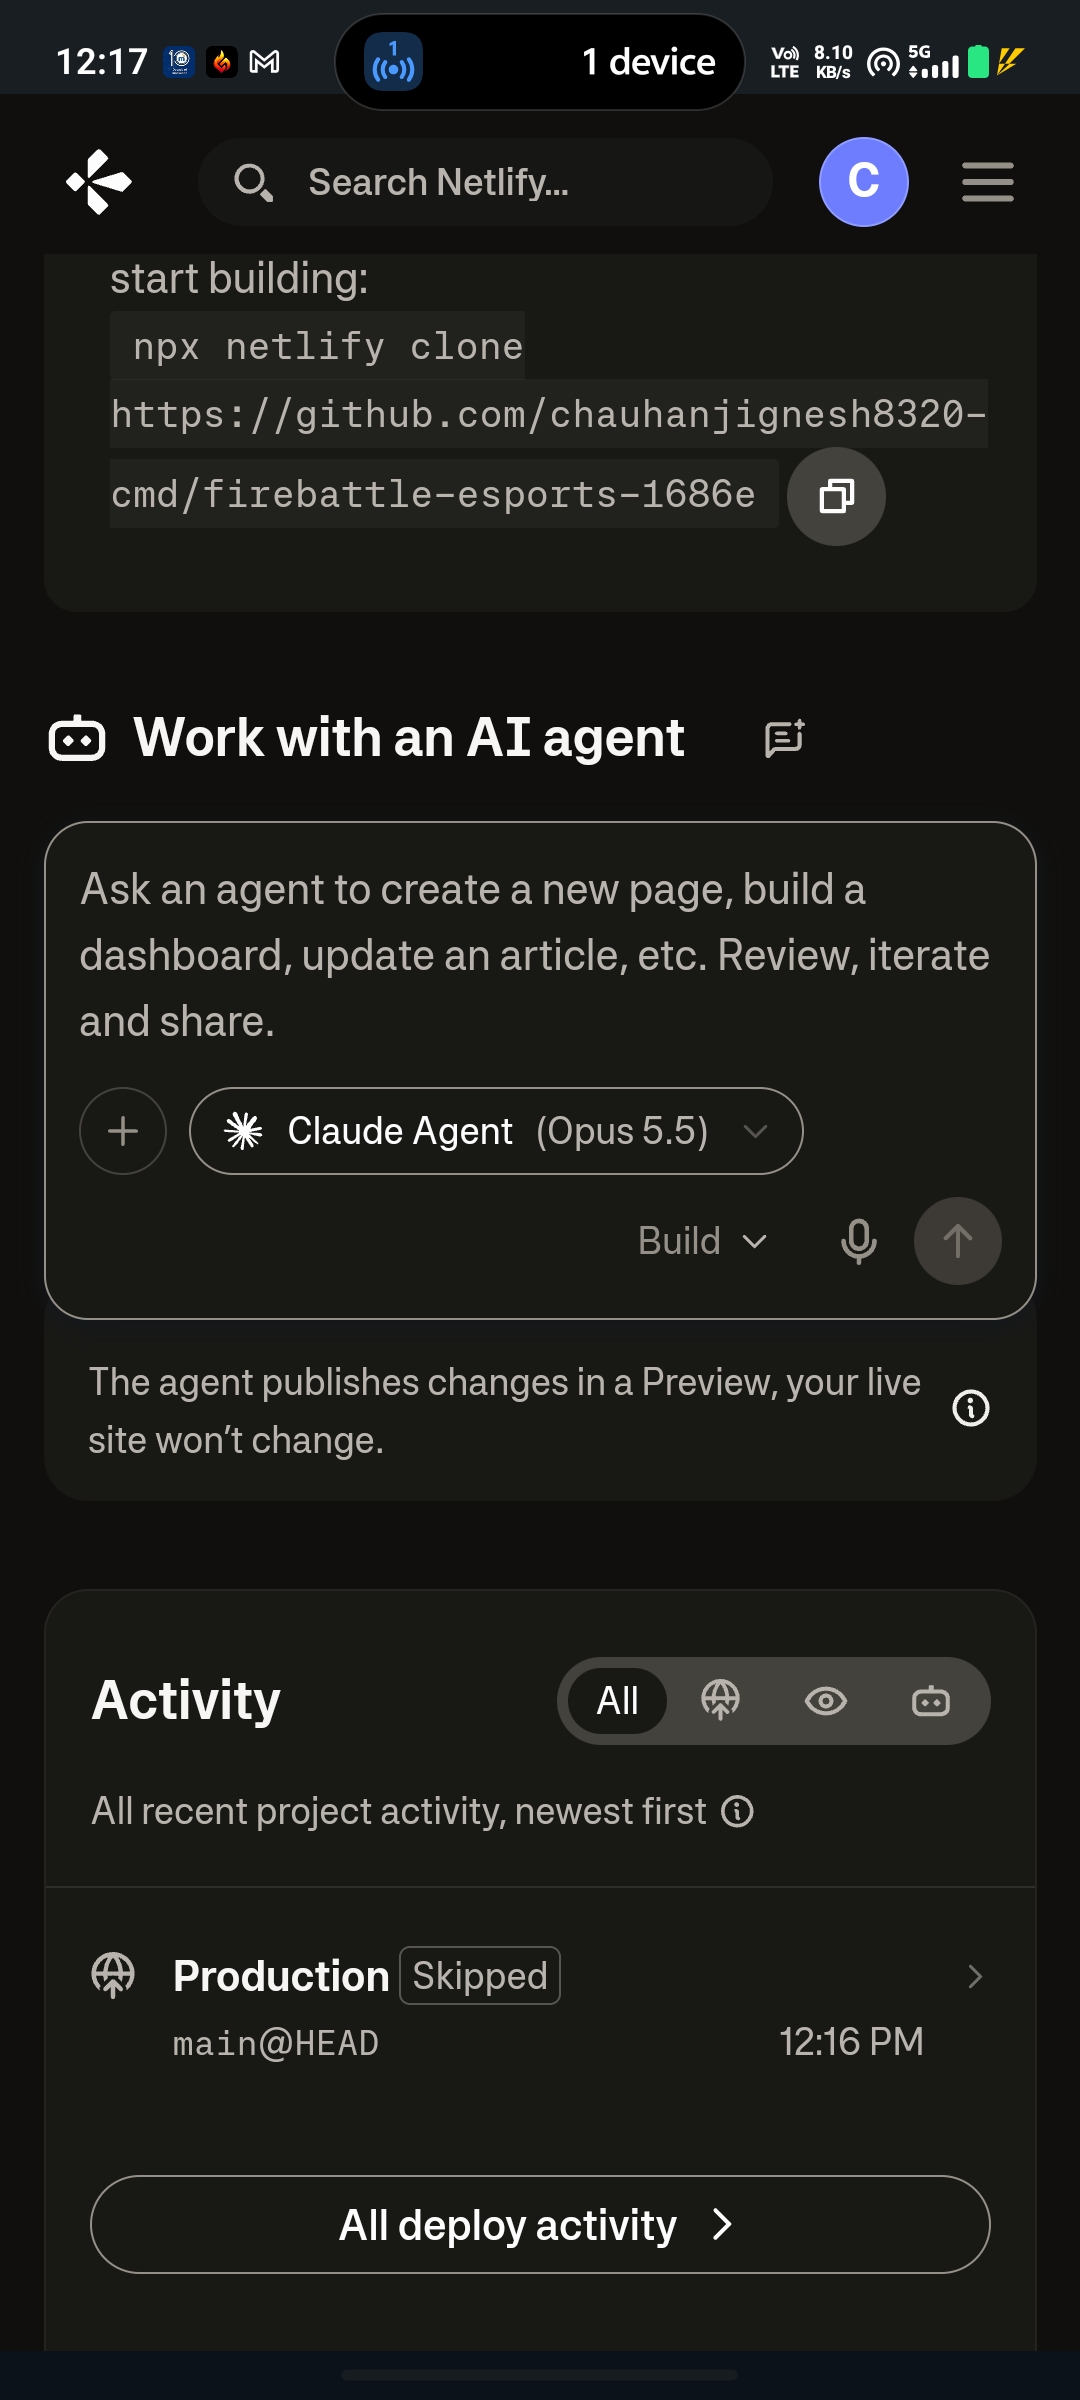 12:17
1
1 device
Vo) LTE
8.10 KB/s
5G
Search Netlify...
C
start building:
npx netlify clone
https://github.com/chauhanjignesh8320-
cmd/firebattle-esports-1686e
Work with an AI agent
Ask an agent to create a new page, build a
dashboard, update an article, etc. Review, iterate
and share.
Claude Agent (Opus 5.5)
Build
The agent publishes changes in a Preview, your live
site won’t change.
Activity
All
All recent project activity, newest first
Production Skipped
main@HEAD 12:16 PM
All deploy activity